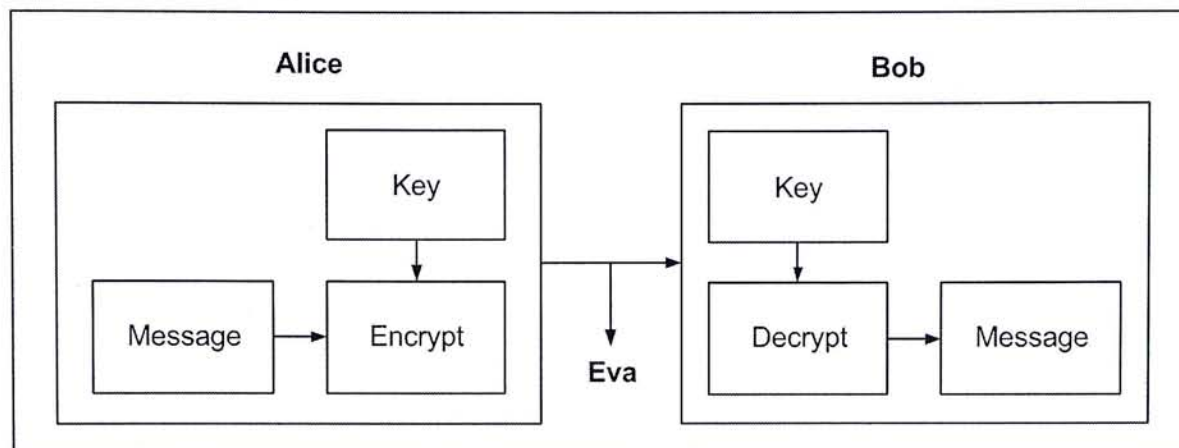 Alice
Bob
Key
Key
Message
Encrypt
Decrypt
Message
Eva